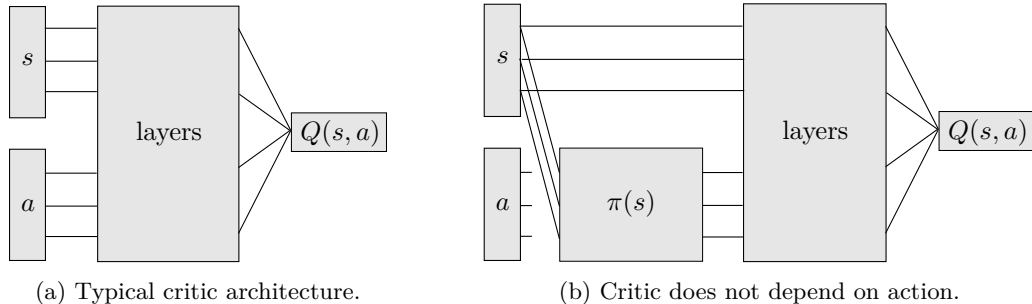 s
a
layers
Q(s, a)
(a) Typical critic architecture.
s
a
π(s)
layers
Q(s, a)
(b) Critic does not depend on action.